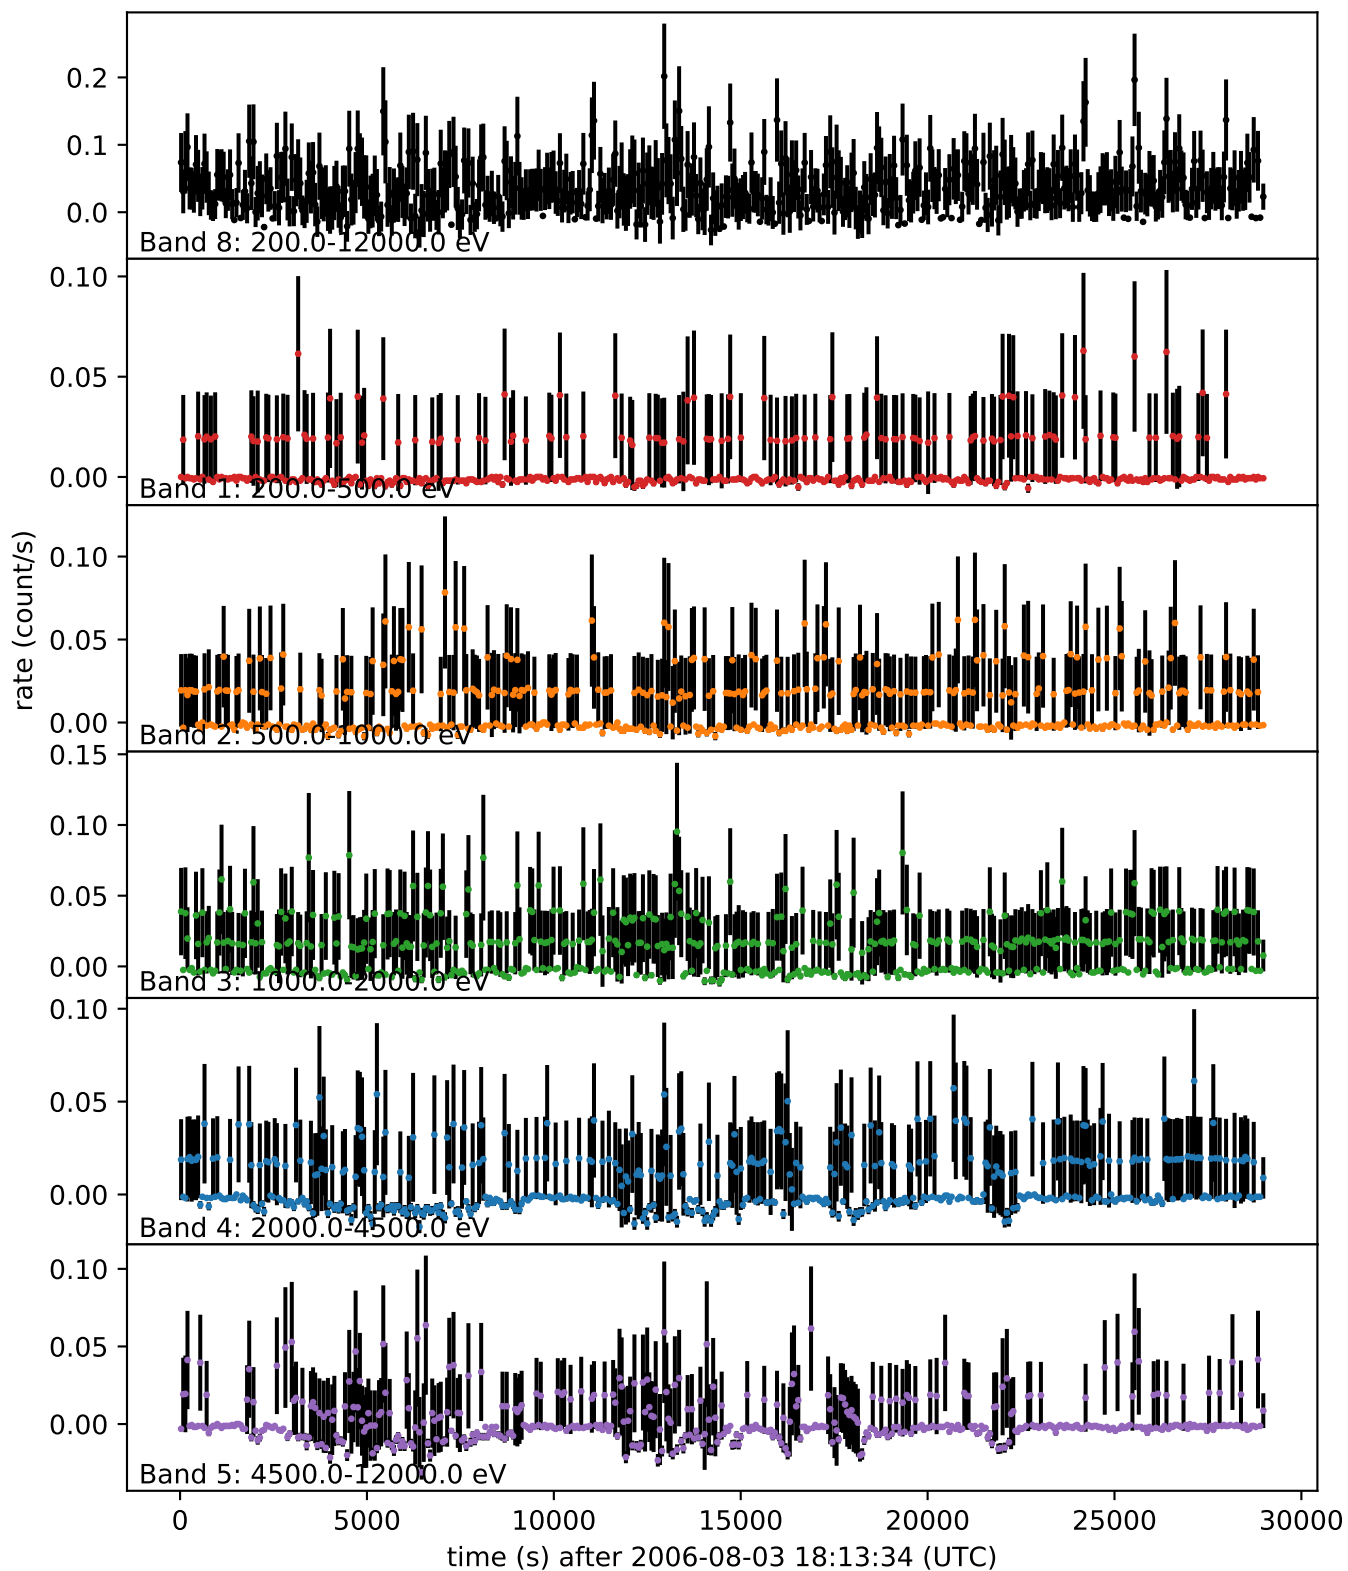 0.2
0.1
0.0
Band 8: 200.0-12000.0 eV
0.10
0.05
0.00
Band 1: 200.0-500.0 eV
rate (count/s)
0.10
0.05
0.00
Band 2: 500.0-1000.0 eV
0.15
0.10
0.05
0.00
Band 3: 1000.0-2000.0 eV
0.10
0.05
0.00
Band 4: 2000.0-4500.0 eV
0.10
0.05
0.00
Band 5: 4500.0-12000.0 eV
0 5000 10000 15000 20000 25000 30000
time (s) after 2006-08-03 18:13:34 (UTC)